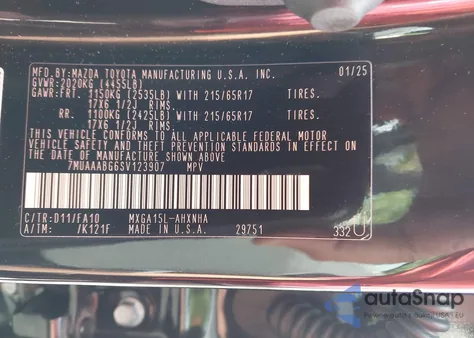 MFD.BY:MAZDA TOYOTA MANUFACTURING U.S.A. INC. 01/25
GVWR:2020KG (4455LB)
GAWR:FRT. 1150KG (2535LB) WITH 215/65R17 TIRES.
17X6 1/2J RIMS.
RR. 1100KG (2425LB) WITH 215/65R17 TIRES.
17X6 1/2J RIMS.
THIS VEHICLE CONFORMS TO ALL APPLICABLE FEDERAL MOTOR
VEHICLE SAFETY AND THEFT PREVENTION STANDARDS IN EFFECT ON
THE DATE OF MANUFACTURE SHOWN ABOVE.
7MUAAABG6SV123907 MPV
C/TR:D11/FA10 MXGA15L-AHXNHA
A/TM: /K121F MADE IN U.S.A. 29751 332U
autoSnap